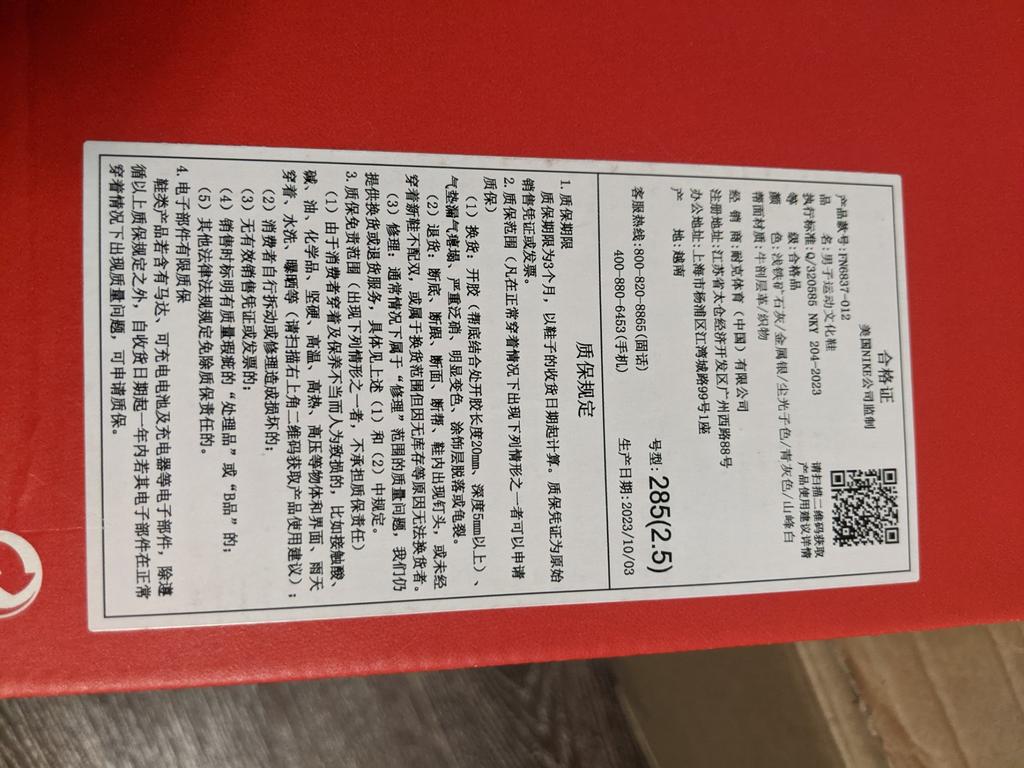 合格证
美国NIKE公司监制
产品款号:FN6837-012
品 名:男子运动文化鞋
执行标准:Q/320585 NKY 204-2023
等 级:合格品
颜 色:浅铁矿石灰/金属银/尘光子色/青灰色/山峰白
帮面材质:牛剖层革/织物
请扫描二维码获取
产品使用建议详情
经 销 商:耐克体育（中国）有限公司
注册地址:江苏省太仓经济开发区广州西路88号
办公地址:上海市杨浦区江湾城路99号1座
产 地:越南
号型:285(2.5)
客服热线:800-820-8865(固话)
400-880-6453(手机)
生产日期:2023/10/03
质保规定
1. 质保期限
质保期限为3个月，以鞋子的收货日期起计算。质保凭证为原始
销售凭证或发票。
2. 质保范围（凡在正常穿着情况下出现下列情形之一者可以申请
质保）
（1）换货：开胶（帮底结合处开胶长度20mm、深度5mm以上）、
气垫漏气瘪塌、严重泛硝、明显变色、涂饰层脱落或龟裂。
（2）退货：断底、断跟、断面、断帮、鞋内出现钉头，或未经
穿着新鞋不配双，或属于换货范围但因无库存等原因无法换货者。
（3）修理：通常情况下属于“修理”范围的质量问题，我们仍
提供换货或退货服务，具体见上述（1）和（2）中规定。
3. 质保免责范围（出现下列情形之一者，不承担质保责任）
（1）由于消费者穿着及保养不当而人为致损的，比如接触酸、
碱、油、化学品、坚硬、高温、高热、高压等物体和界面、雨天
穿着、水洗、曝晒等（请扫描右上角二维码获取产品使用建议）；
（2）消费者自行拆动或修理造成损坏的；
（3）无有效销售凭证或发票的；
（4）销售时标明有质量瑕疵的“处理品”或“B品”的；
（5）其他法律法规规定免除质保责任的。
4. 电子部件有限质保
鞋类产品若含有马达、可充电电池及充电器等电子部件，除遵
循以上质保规定之外，自收货日期起一年内若其电子部件在正常
穿着情况下出现质量问题，可申请质保。